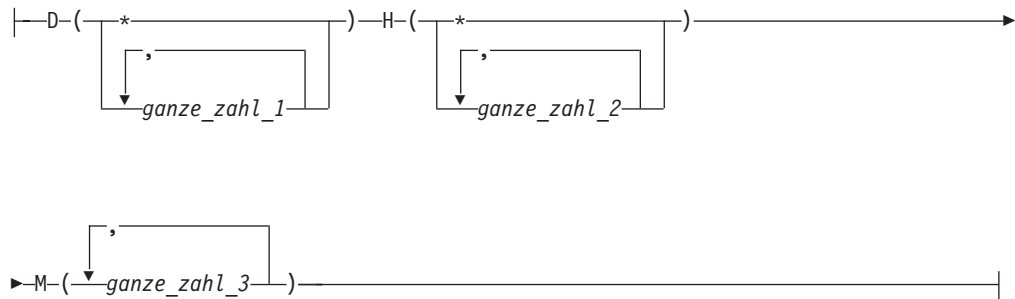 D ( * ) H ( * )
, ,
ganze_zahl_1 ganze_zahl_2
,
M ( ganze_zahl_3 )